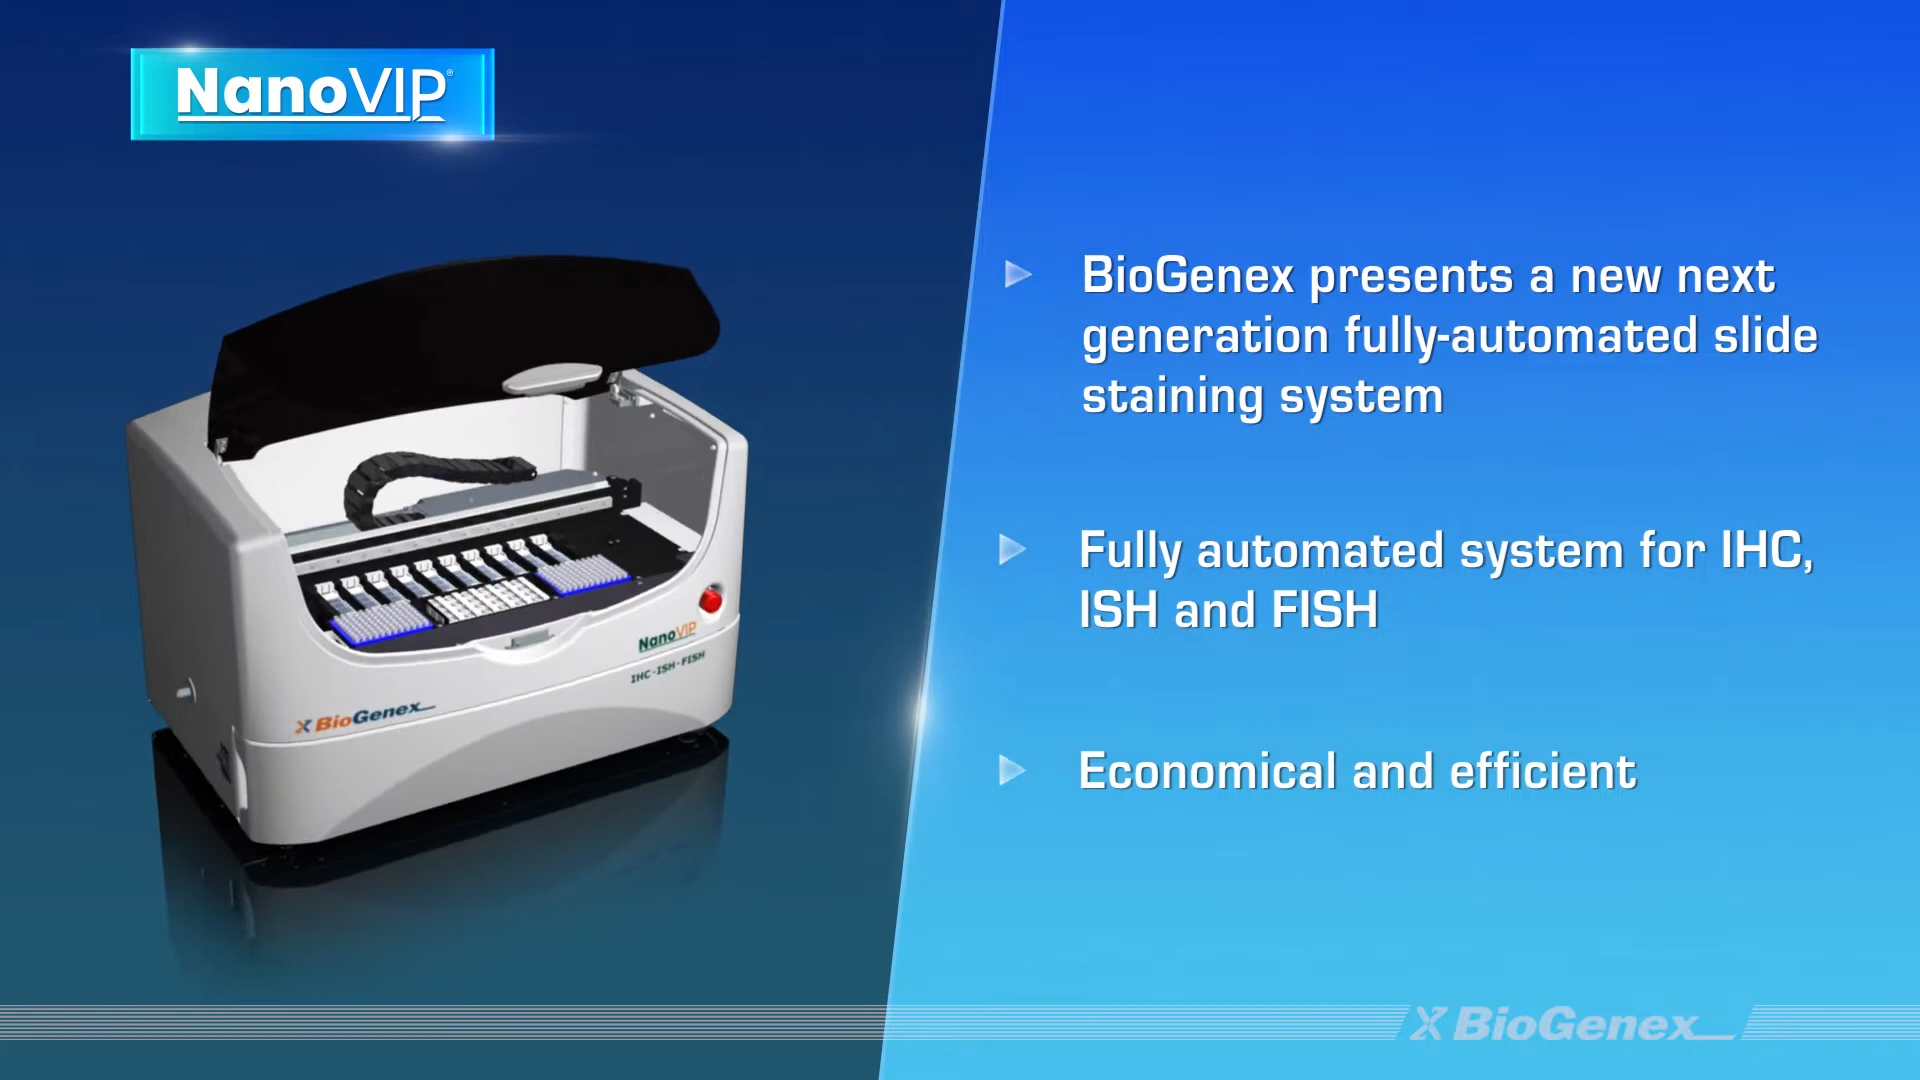 NanoVIP®
BioGenex presents a new next
generation fully-automated slide
staining system
Fully automated system for IHC,
ISH and FISH
Economical and efficient
NanoVIP
IHC·ISH·FISH
BioGenex
BioGenex